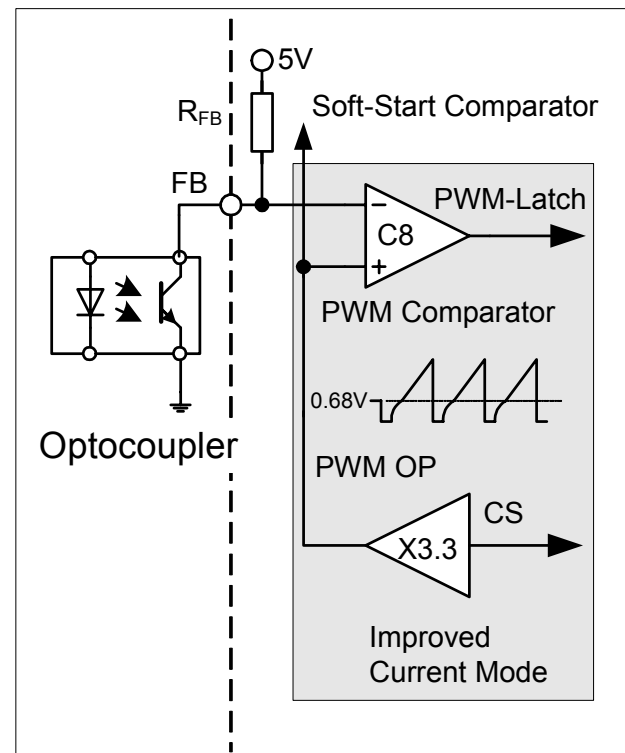 5V
R_FB
Soft-Start Comparator
FB
PWM-Latch
−
C8
+
PWM Comparator
0.68V
Optocoupler
PWM OP
CS
X3.3
Improved
Current Mode